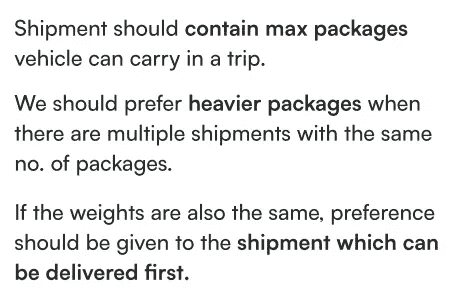 Shipment should contain max packages
vehicle can carry in a trip.
We should prefer heavier packages when
there are multiple shipments with the same
no. of packages.
If the weights are also the same, preference
should be given to the shipment which can
be delivered first.